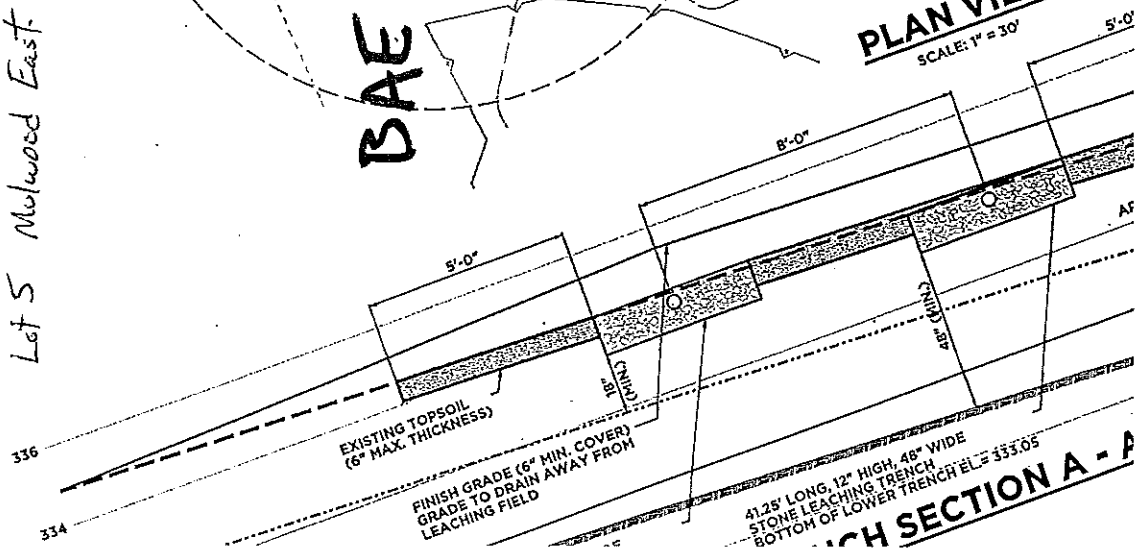 Lot 5 Mulwood East
BAE
PLAN
SCALE: 1" = 30'
5'-0"
8'-0"
5'-0"
336
334
EXISTING TOPSOIL
(6" MAX. THICKNESS)
18"
(MIN.)
48" (MIN.)
FINISH GRADE (6" MIN. COVER)
GRADE TO DRAIN AWAY FROM
LEACHING FIELD
41.25' LONG, 12" HIGH, 48" WIDE
STONE LEACHING TRENCH
BOTTOM OF LOWER TRENCH EL.= 333.05
SECTION A - A